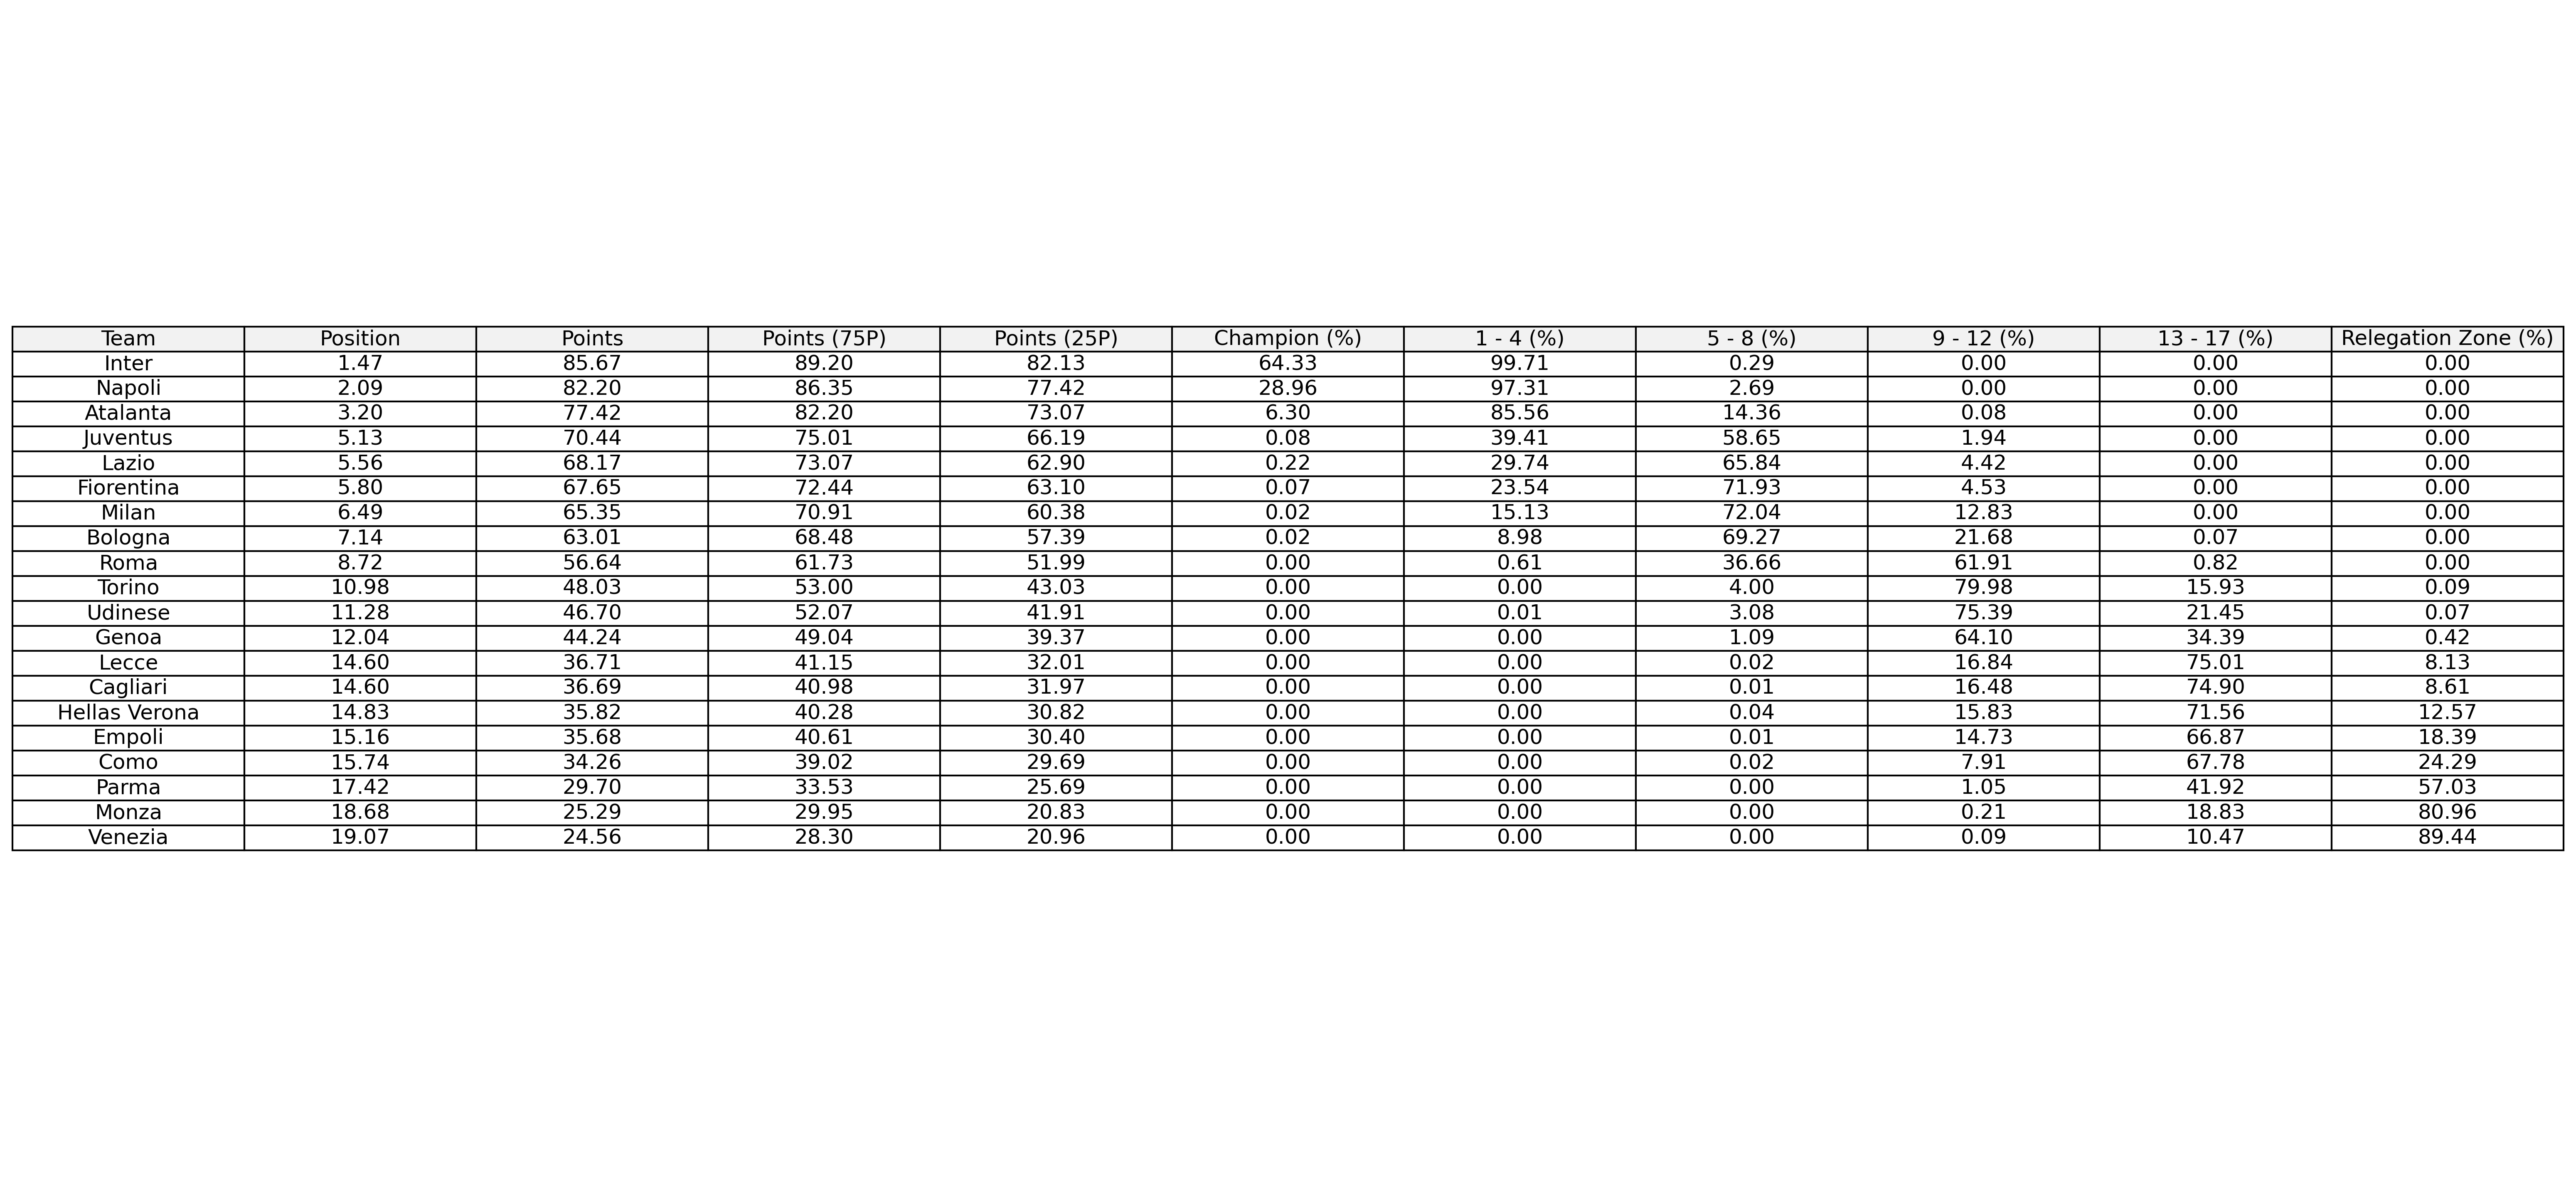 Team Position Points Points (75P) Points (25P) Champion (%) 1 - 4 (%) 5 - 8 (%) 9 - 12 (%) 13 - 17 (%) Relegation Zone (%)
Inter 1.47 85.67 89.20 82.13 64.33 99.71 0.29 0.00 0.00 0.00
Napoli 2.09 82.20 86.35 77.42 28.96 97.31 2.69 0.00 0.00 0.00
Atalanta 3.20 77.42 82.20 73.07 6.30 85.56 14.36 0.08 0.00 0.00
Juventus 5.13 70.44 75.01 66.19 0.08 39.41 58.65 1.94 0.00 0.00
Lazio 5.56 68.17 73.07 62.90 0.22 29.74 65.84 4.42 0.00 0.00
Fiorentina 5.80 67.65 72.44 63.10 0.07 23.54 71.93 4.53 0.00 0.00
Milan 6.49 65.35 70.91 60.38 0.02 15.13 72.04 12.83 0.00 0.00
Bologna 7.14 63.01 68.48 57.39 0.02 8.98 69.27 21.68 0.07 0.00
Roma 8.72 56.64 61.73 51.99 0.00 0.61 36.66 61.91 0.82 0.00
Torino 10.98 48.03 53.00 43.03 0.00 0.00 4.00 79.98 15.93 0.09
Udinese 11.28 46.70 52.07 41.91 0.00 0.01 3.08 75.39 21.45 0.07
Genoa 12.04 44.24 49.04 39.37 0.00 0.00 1.09 64.10 34.39 0.42
Lecce 14.60 36.71 41.15 32.01 0.00 0.00 0.02 16.84 75.01 8.13
Cagliari 14.60 36.69 40.98 31.97 0.00 0.00 0.01 16.48 74.90 8.61
Hellas Verona 14.83 35.82 40.28 30.82 0.00 0.00 0.04 15.83 71.56 12.57
Empoli 15.16 35.68 40.61 30.40 0.00 0.00 0.01 14.73 66.87 18.39
Como 15.74 34.26 39.02 29.69 0.00 0.00 0.02 7.91 67.78 24.29
Parma 17.42 29.70 33.53 25.69 0.00 0.00 0.00 1.05 41.92 57.03
Monza 18.68 25.29 29.95 20.83 0.00 0.00 0.00 0.21 18.83 80.96
Venezia 19.07 24.56 28.30 20.96 0.00 0.00 0.00 0.09 10.47 89.44